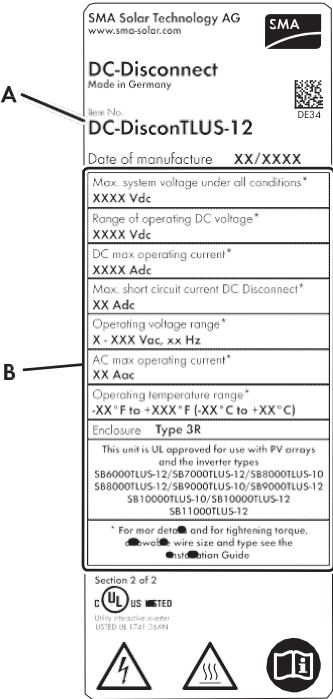 SMA Solar Technology AG
www.sma-solar.com
SMA
DC-Disconnect
Made in Germany
DE34
A
Item No.
DC-DisconTLUS-12
Date of manufacture XX/XXXX
Max. system voltage under all conditions*
XXXX Vdc
Range of operating DC voltage*
XXXX Vdc
DC max operating current*
XXXX Adc
Max. short circuit current DC Disconnect*
XX Adc
Operating voltage range*
X - XXX Vac, xx Hz
B
AC max operating current*
XX Aac
Operating temperature range*
-XX°F to +XXX°F (-XX°C to +XX°C)
Enclosure Type 3R
This unit is UL approved for use with PV arrays
and the inverter types
SB6000TLUS-12/SB7000TLUS-12/SB8000TLUS-10
SB8000TLUS-12/SB9000TLUS-10/SB9000TLUS-12
SB10000TLUS-10/SB10000TLUS-12
SB11000TLUS-12
* For mor and for tightening torque,
wire size and type see the
Guide
Section 2 of 2
C UL US
Utility interactive inverter
LISTED UL 1741 36AN